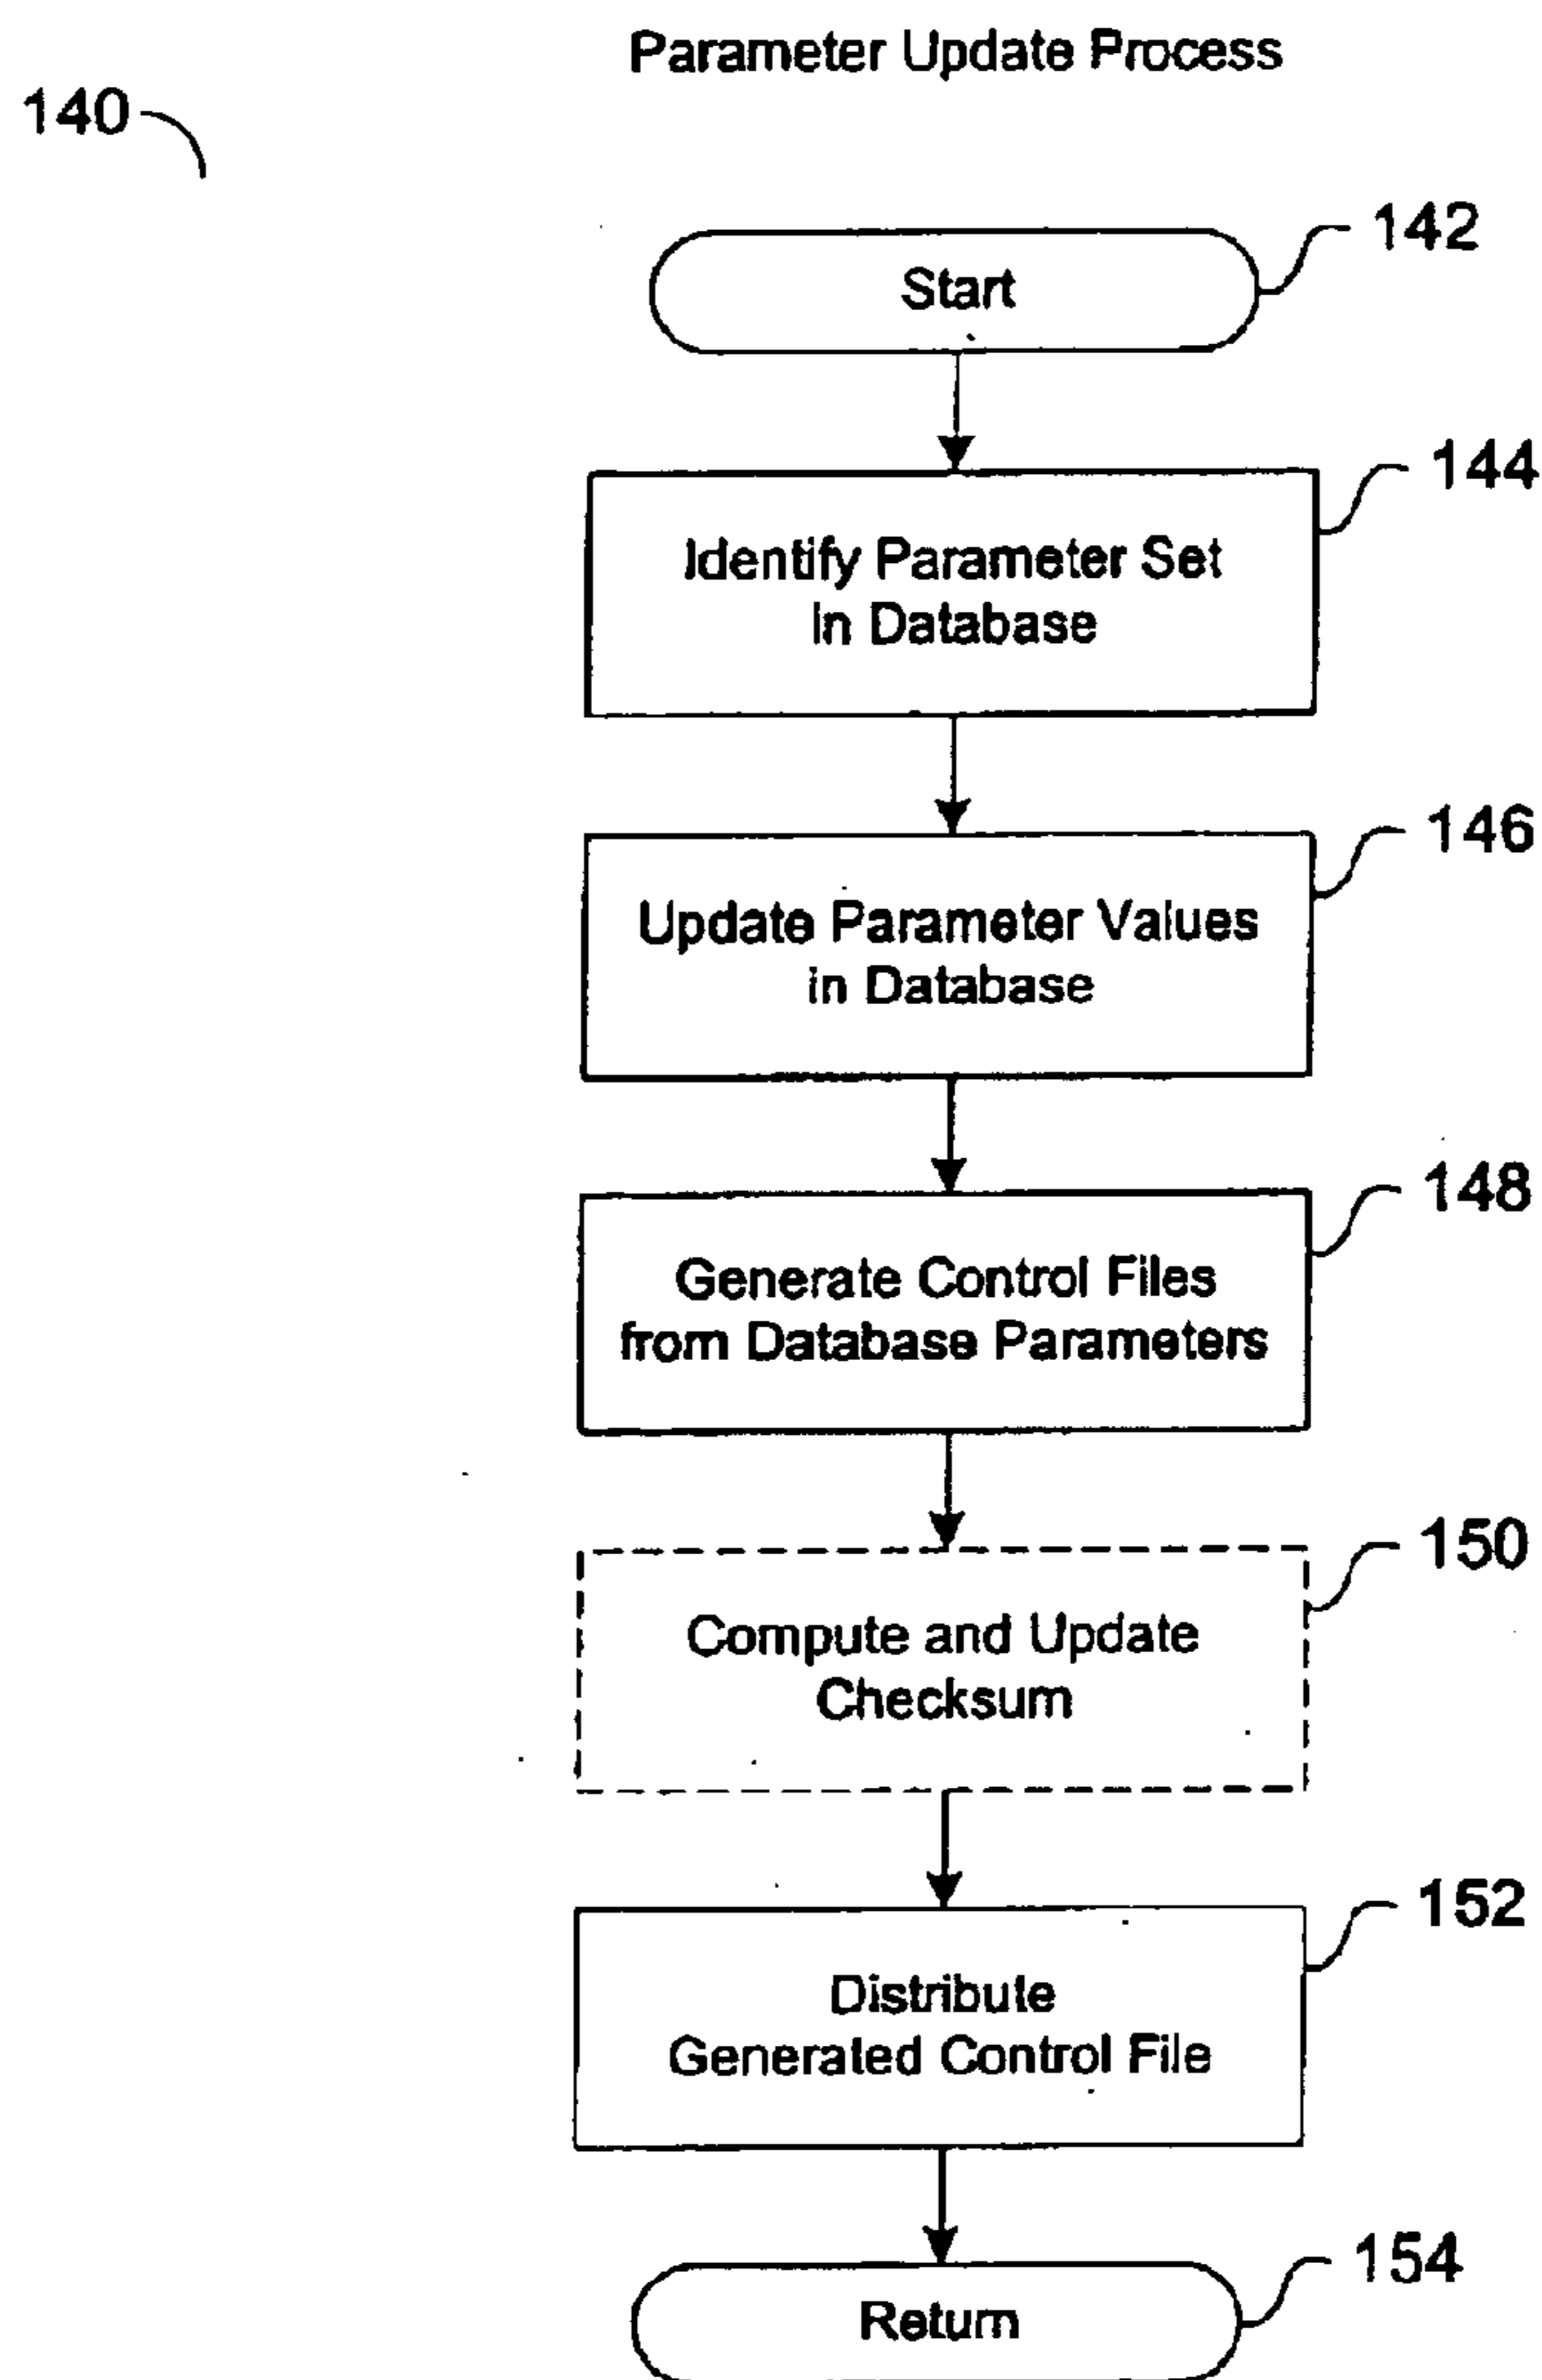 Parameter Update Process
140
142
Start
144
Identify Parameter Set
in Database
146
Update Parameter Values
in Database
148
Generate Control Files
from Database Parameters
150
Compute and Update
Checksum
152
Distribute
Generated Control File
154
Return